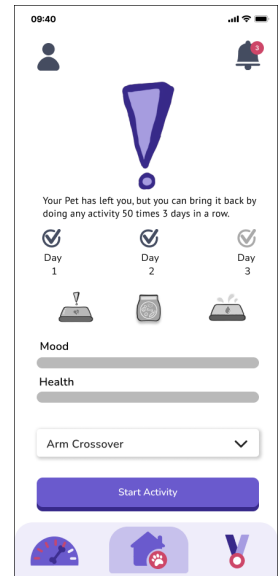 09:40
3
Your Pet has left you, but you can bring it back by
doing any activity 50 times 3 days in a row.
Day Day Day
1 2 3
Mood
Health
Arm Crossover
Start Activity